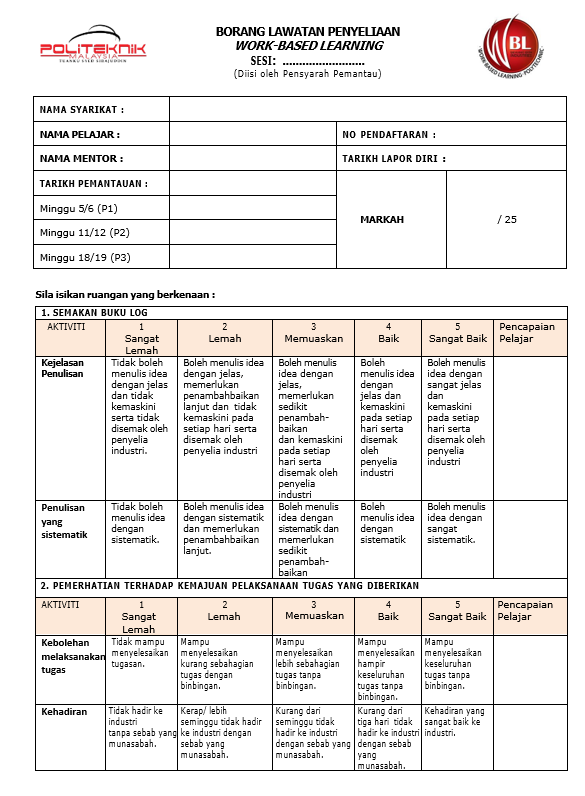 POLITEKNIK
MALAYSIA
TUANKU SYED SIRAJUDDIN
BORANG LAWATAN PENYELIAAN
WORK-BASED LEARNING
SESI: .........................
(Diisi oleh Pensyarah Pemantau)
WBL
WORK BASED LEARNING-POLYTECHNIC
NAMA SYARIKAT :
NAMA PELAJAR :
NO PENDAFTARAN :
NAMA MENTOR :
TARIKH LAPOR DIRI :
TARIKH PEMANTAUAN :
Minggu 5/6 (P1)
Minggu 11/12 (P2)
Minggu 18/19 (P3)
MARKAH
/ 25
Sila isikan ruangan yang berkenaan :
1. SEMAKAN BUKU LOG
AKTIVITI
1
Sangat
Lemah
2
Lemah
3
Memuaskan
4
Baik
5
Sangat Baik
Pencapaian
Pelajar
Kejelasan
Penulisan
Tidak boleh
menulis idea
dengan jelas
dan tidak
kemaskini
serta tidak
disemak oleh
penyelia
industri.
Boleh menulis idea
dengan jelas,
memerlukan
penambahbaikan
lanjut dan tidak
kemaskini pada
setiap hari serta
disemak oleh
penyelia industri
Boleh menulis
idea dengan
jelas,
memerlukan
sedikit
penambah-
baikan
dan kemaskini
pada setiap
hari serta
disemak oleh
penyelia
industri
Boleh
menulis idea
dengan
jelas dan
kemaskini
pada setiap
hari serta
disemak
oleh
penyelia
industri
Boleh menulis
idea dengan
sangat jelas
dan
kemaskini
pada setiap
hari serta
disemak oleh
penyelia
industri
Penulisan
yang
sistematik
Tidak boleh
menulis idea
dengan
sistematik.
Boleh menulis idea
dengan sistematik
dan memerlukan
penambahbaikan
lanjut.
Boleh menulis
idea dengan
sistematik dan
memerlukan
sedikit
penambah-
baikan
Boleh
menulis idea
dengan
sistematik
Boleh menulis
idea dengan
sangat
sistematik.
2. PEMERHATIAN TERHADAP KEMAJUAN PELAKSANAAN TUGAS YANG DIBERIKAN
AKTIVITI
1
Sangat
Lemah
2
Lemah
3
Memuaskan
4
Baik
5
Sangat Baik
Pencapaian
Pelajar
Kebolehan
melaksanakan
tugas
Tidak mampu
menyelesaikan
tugasan.
Mampu
menyelesaikan
kurang sebahagian
tugas dengan
binbingan.
Mampu
menyelesaikan
lebih sebahagian
tugas tanpa
binbingan.
Mampu
menyelesaikan
hampir
keseluruhan
tugas tanpa
binbingan.
Mampu
menyelesaikan
keseluruhan
tugas tanpa
binbingan.
Kehadiran
Tidak hadir ke
industri
tanpa sebab yang
munasabah.
Kerap/ lebih
seminggu tidak hadir
ke industri dengan
sebab yang
munasabah.
Kurang dari
seminggu tidak
hadir ke industri
dengan sebab yang
munasabah.
Kurang dari
tiga hari tidak
hadir ke industri
dengan sebab
yang
munasabah.
Kehadiran yang
sangat baik ke
industri.